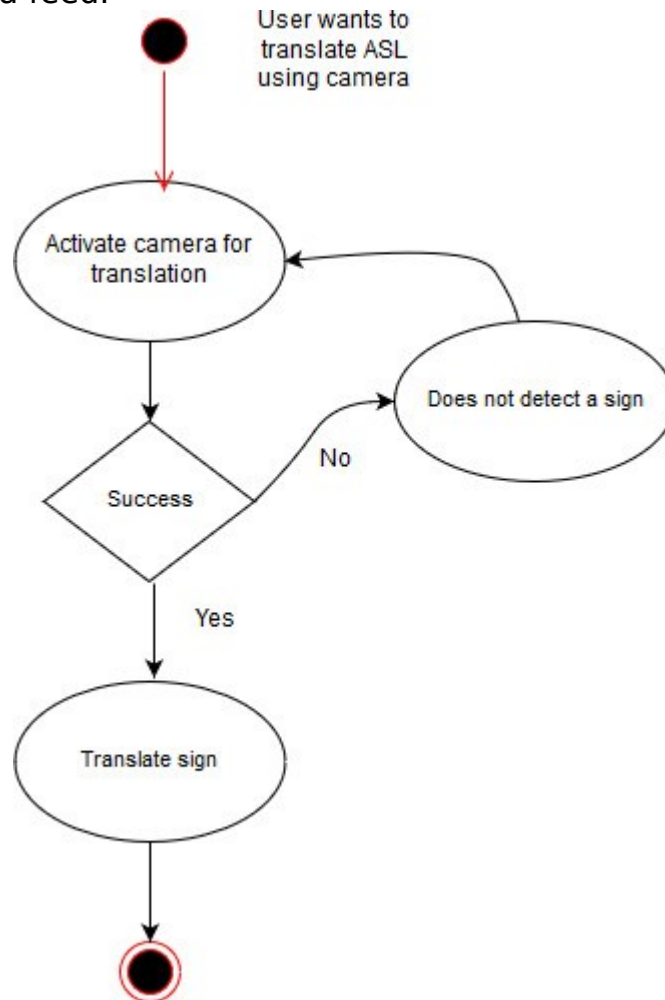 User wants to
translate ASL
using camera
Activate camera for
translation
Does not detect a sign
No
Success
Yes
Translate sign